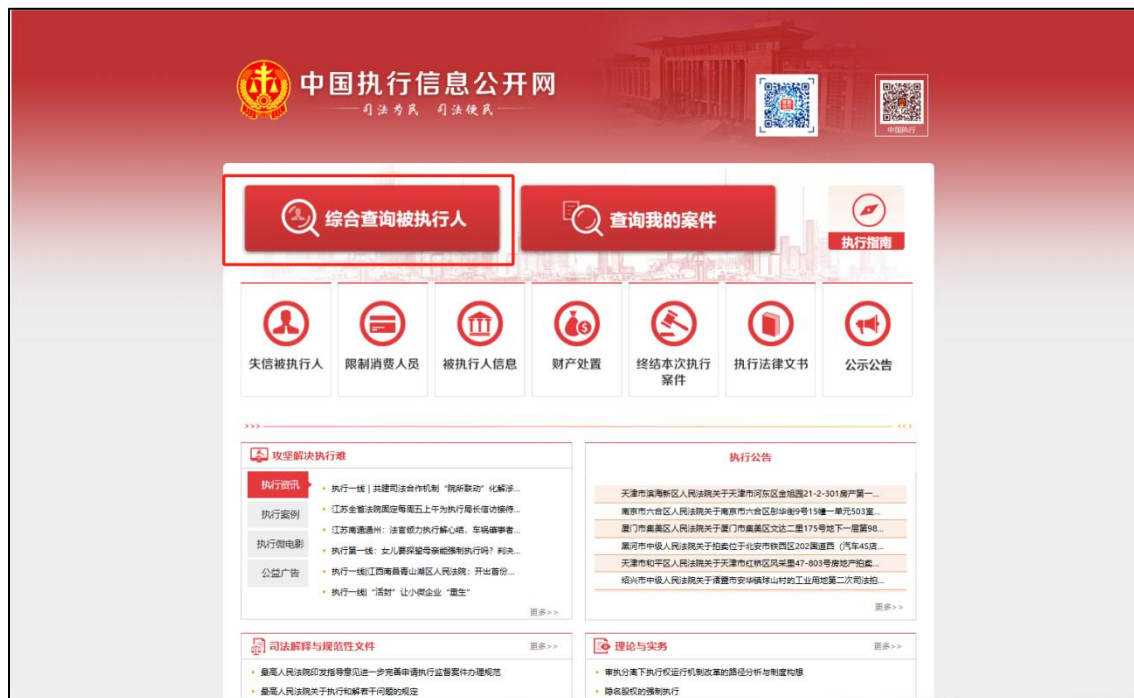 中国执行信息公开网
司法为民 司法便民
中国执行
综合查询被执行人
查询我的案件
执行指南
失信被执行人
限制消费人员
被执行人信息
财产处置
终结本次执行
案件
执行法律文书
公示公告
>>>
<<<
攻坚解决执行难
执行资讯
执行案例
执行微电影
公益广告
执行一线 | 共建司法合作机制 “院所联动” 化解涉...
江苏全省法院固定每周五上午为执行局长信访接待...
江苏南通通州：法官倾力执行解心结，车祸肇事者...
执行第一线：女儿要探望母亲能强制执行吗？判决...
执行一线|江西南昌青山湖区人民法院：开出首份...
执行一线| “活封” 让小微企业 “重生”
更多>>
执行公告
天津市滨海新区人民法院关于天津市河东区金旭园21-2-301房产第一...
南京市六合区人民法院关于南京市六合区彤华街9号15幢一单元503室...
厦门市集美区人民法院关于厦门市集美区文达二里175号地下一层第98...
黑河市中级人民法院关于拍卖位于北安市铁西区202国道西（汽车4S店...
天津市和平区人民法院关于天津市红桥区风采里47-803号房地产拍卖...
绍兴市中级人民法院关于诸暨市安华镇球山村的工业用地第二次司法拍...
更多>>
司法解释与规范性文件
更多>>
最高人民法院印发指导意见进一步完善申请执行监督案件办理规范
最高人民法院关于执行和解若干问题的规定
理论与实务
更多>>
审执分离下执行权运行机制改革的路径分析与制度构想
隐名股权的强制执行